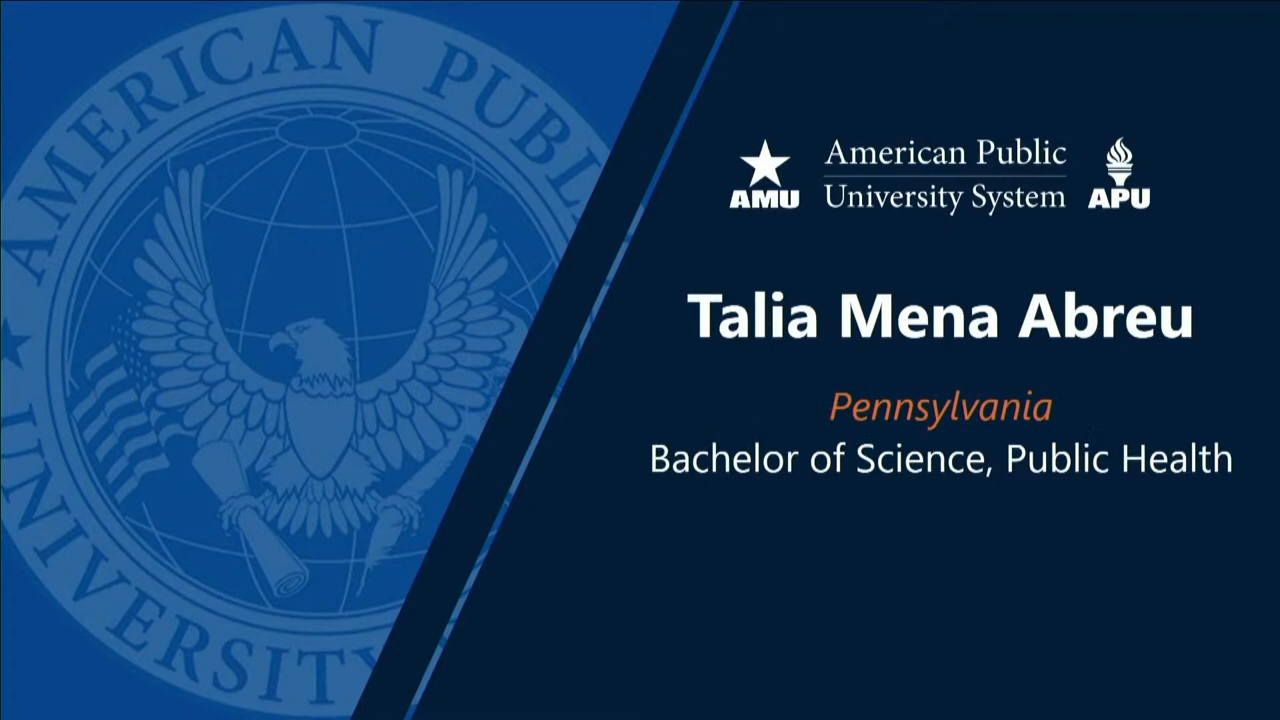 AMERICAN PUBLIC
UNIVERSITY
American Public
University System
AMU
APU
Talia Mena Abreu
Pennsylvania
Bachelor of Science, Public Health